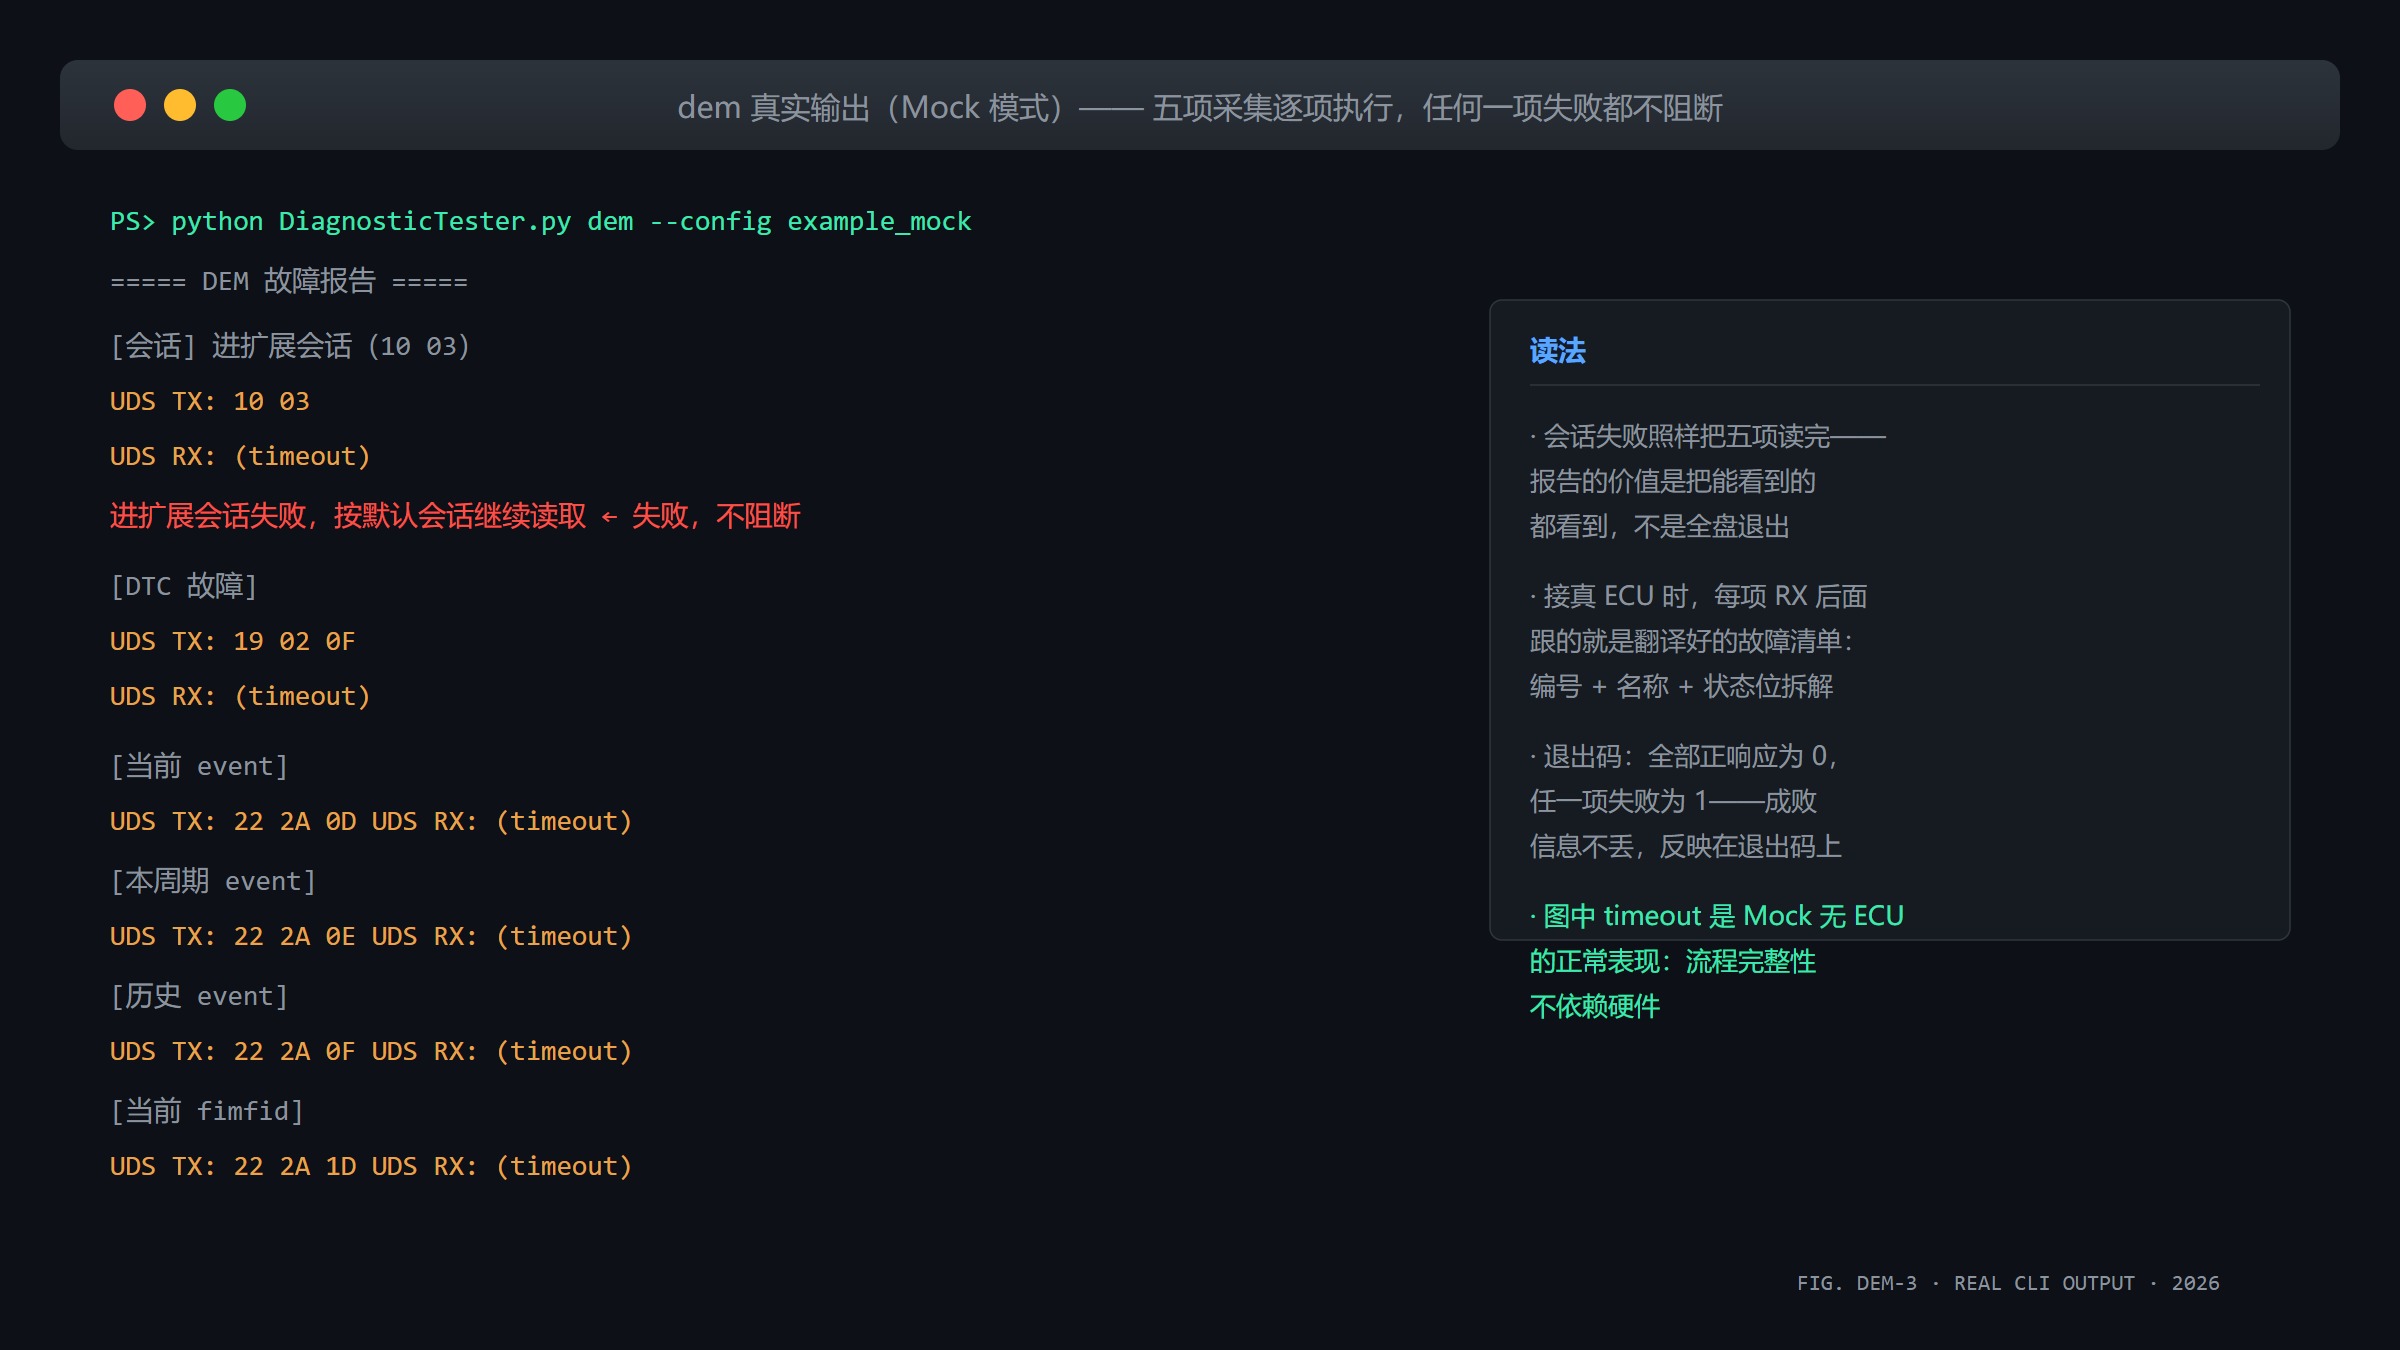 dem 真实输出（Mock 模式）—— 五项采集逐项执行，任何一项失败都不阻断
PS> python DiagnosticTester.py dem --config example_mock
===== DEM 故障报告 =====
[会话] 进扩展会话（10 03）
UDS TX: 10 03
UDS RX: (timeout)
进扩展会话失败，按默认会话继续读取 ← 失败，不阻断
[DTC 故障]
UDS TX: 19 02 0F
UDS RX: (timeout)
[当前 event]
UDS TX: 22 2A 0D UDS RX: (timeout)
[本周期 event]
UDS TX: 22 2A 0E UDS RX: (timeout)
[历史 event]
UDS TX: 22 2A 0F UDS RX: (timeout)
[当前 fimfid]
UDS TX: 22 2A 1D UDS RX: (timeout)
读法
· 会话失败照样把五项读完——
报告的价值是把能看到的
都看到，不是全盘退出
· 接真 ECU 时，每项 RX 后面
跟的就是翻译好的故障清单：
编号 + 名称 + 状态位拆解
· 退出码：全部正响应为 0，
任一项失败为 1——成败
信息不丢，反映在退出码上
· 图中 timeout 是 Mock 无 ECU
的正常表现：流程完整性
不依赖硬件
FIG. DEM-3 · REAL CLI OUTPUT · 2026